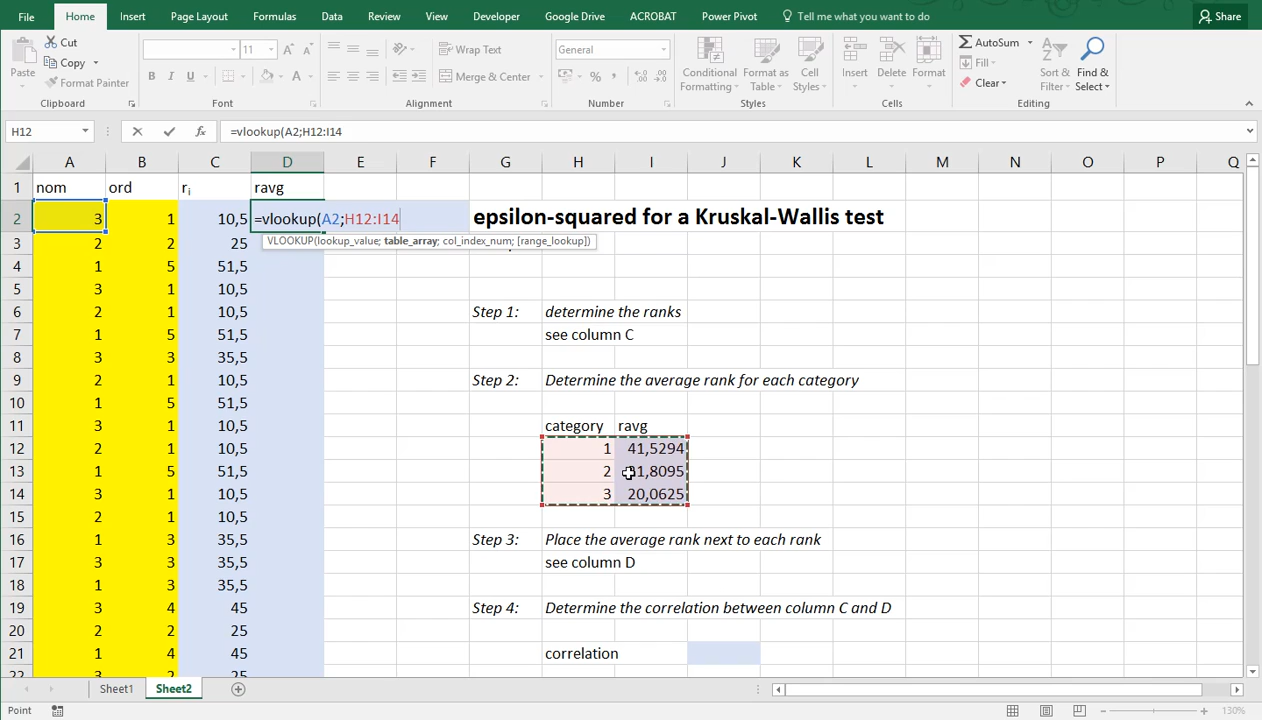 File Home Insert Page Layout Formulas Data Review View Developer Google Drive ACROBAT Power Pivot Tell me what you want to do Share
Paste Cut Copy Format Painter
11 B I U A
Wrap Text Merge & Center
General %
Conditional Formatting Format as Table Cell Styles
Insert Delete Format
AutoSum Fill Clear Sort & Filter Find & Select
Clipboard Font Alignment Number Styles Cells Editing
H12 fx =vlookup(A2;H12:I14
A B C D E F G H I J K L M N O P Q
1 nom ord ri ravg
2 3 1 10,5 =vlookup(A2;H12:I14 epsilon-squared for a Kruskal-Wallis test
VLOOKUP(lookup_value; table_array; col_index_num; [range_lookup])
3 2 2 25
4 1 5 51,5
5 3 1 10,5
6 2 1 10,5 Step 1: determine the ranks
7 1 5 51,5 see column C
8 3 3 35,5
9 2 1 10,5 Step 2: Determine the average rank for each category
10 1 5 51,5
11 3 1 10,5 category ravg
12 2 1 10,5 1 41,5294
13 1 5 51,5 2 1,8095
14 3 1 10,5 3 20,0625
15 2 1 10,5
16 1 3 35,5 Step 3: Place the average rank next to each rank
17 3 3 35,5 see column D
18 1 3 35,5
19 3 4 45 Step 4: Determine the correlation between column C and D
20 2 2 25
21 1 4 45 correlation
22 3 2 25
Sheet1 Sheet2
Point 130%